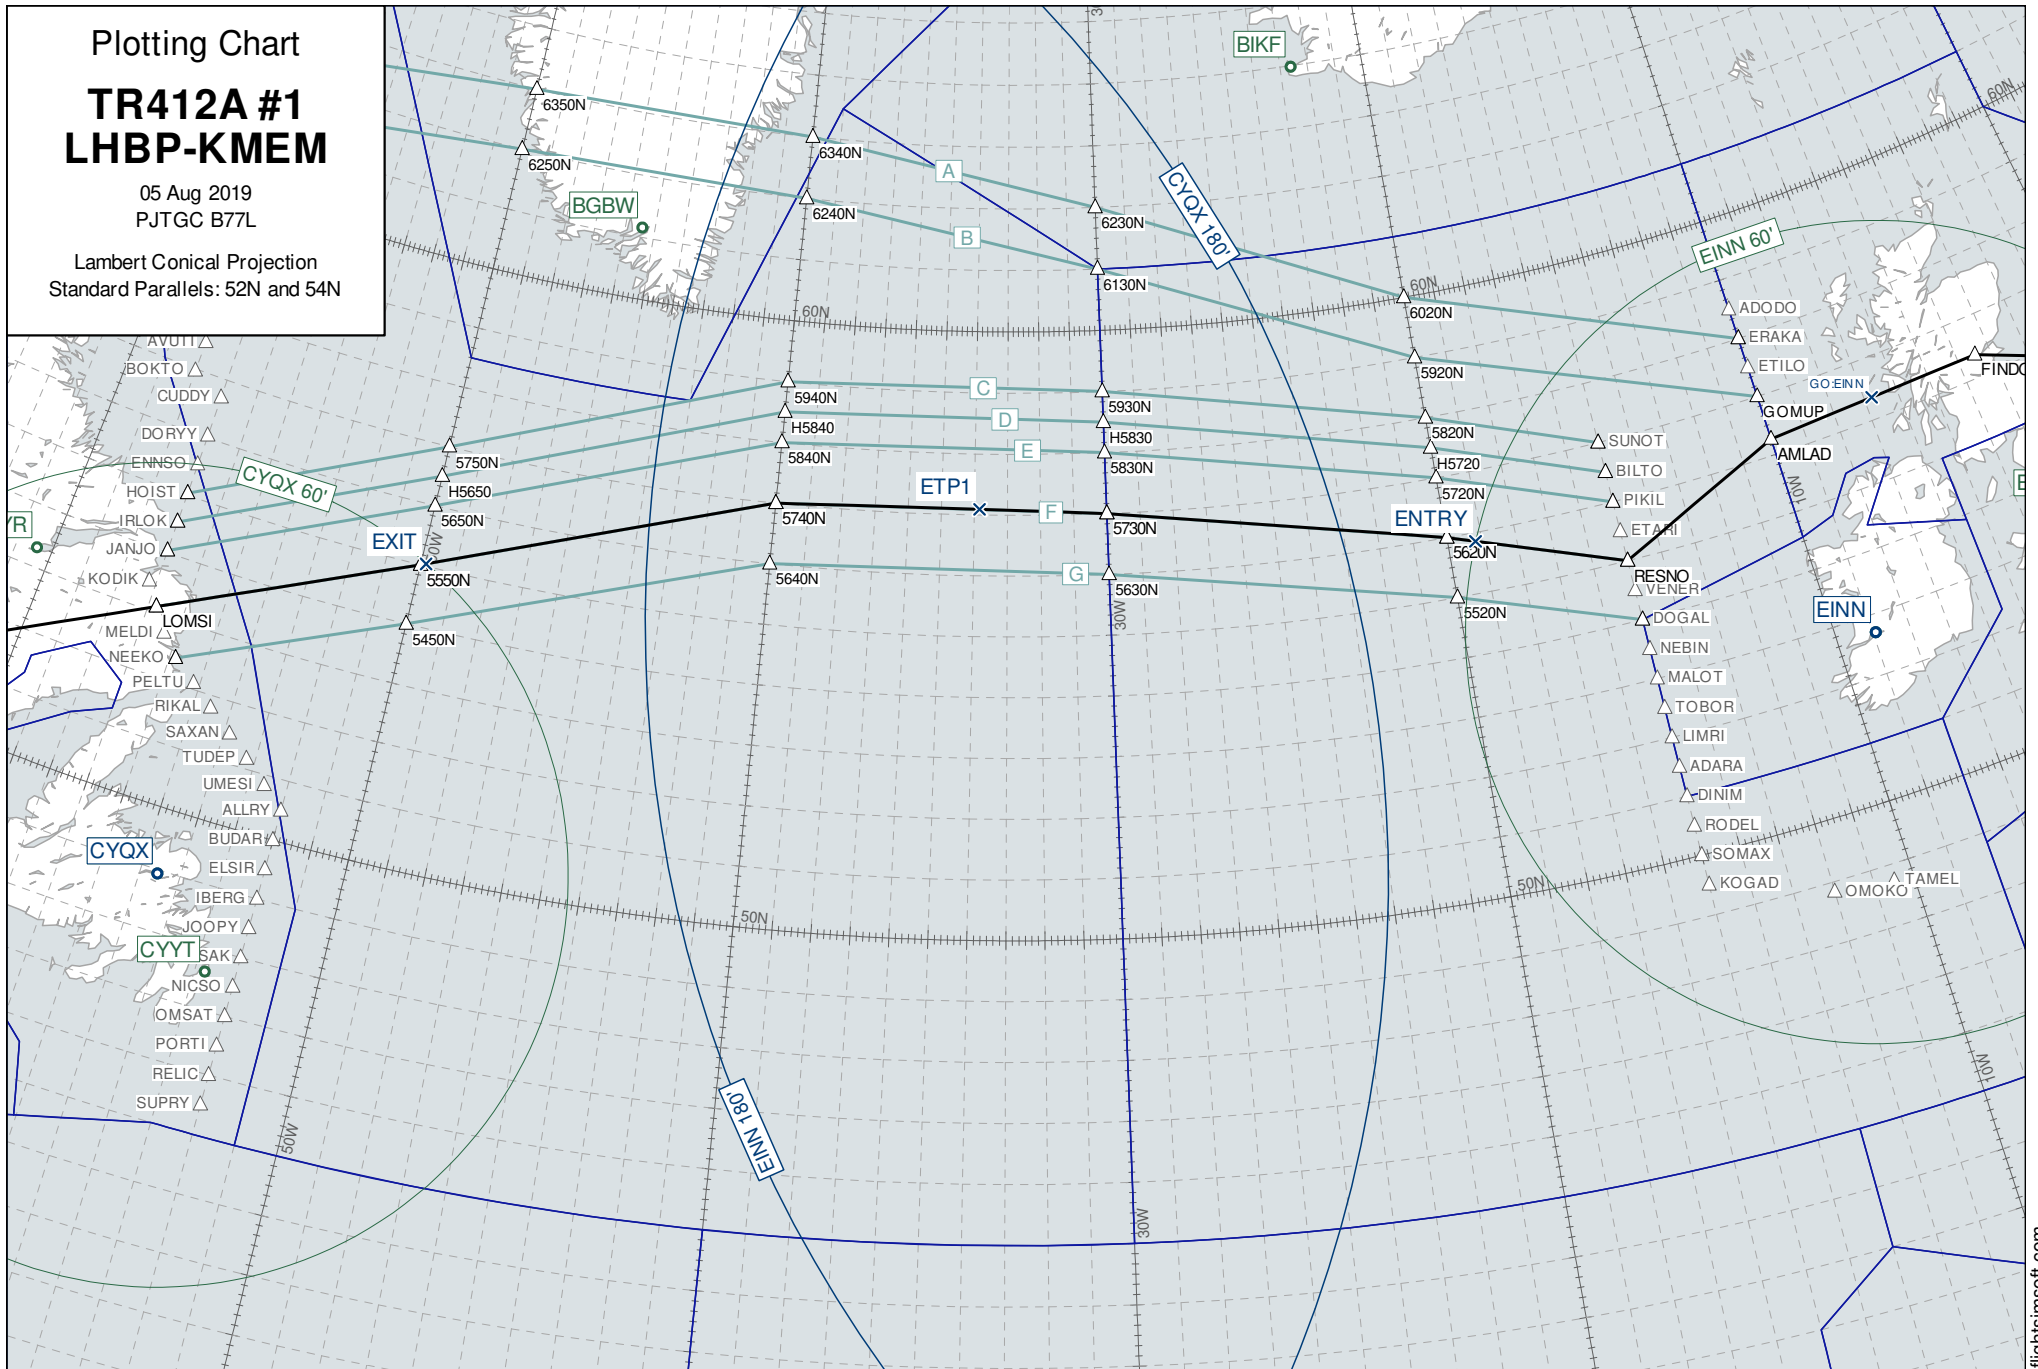 Plotting Chart
TR412A #1
LHBP-KMEM
05 Aug 2019
PJTGC B77L
Lambert Conical Projection
Standard Parallels: 52N and 54N
BIKF
6350N
6340N
A
6250N
6240N
B
BGBW
6230N
CYQX 180'
6130N
EINN 60'
60N
60N
60N
6020N
ADODO
ERAKA
ETILO
5920N
GO:EINN
FINDO
GOMUP
AMLAD
AVUTI
BOKTO
CUDDY
DORYY
ENNSO
HOIST
IRLOK
JANJO
KODIK
LOMSI
MELDI
NEEKO
PELTU
RIKAL
SAXAN
TUDEP
UMESI
ALLRY
BUDAR
ELSIR
IBERG
JOOPY
SAK
NICSO
OMSAT
PORTI
RELIC
SUPRY
CYQX 60'
YR
EXIT
5750N
H5650
5650N
5550N
5450N
5940N
H5840
5840N
5740N
5640N
C
D
E
F
G
ETP1
5930N
H5830
5830N
5730N
5630N
5820N
H5720
5720N
ENTRY
5620N
5520N
SUNOT
BILTO
PIKIL
ETARI
RESNO
VENER
DOGAL
NEBIN
MALOT
TOBOR
LIMRI
ADARA
DINIM
RODEL
SOMAX
KOGAD
OMOKO
TAMEL
EINN
E
CYQX
CYYT
50N
50N
30W
30W
3
50W
10W
10W
EINN 180'
flightsimsoft.com